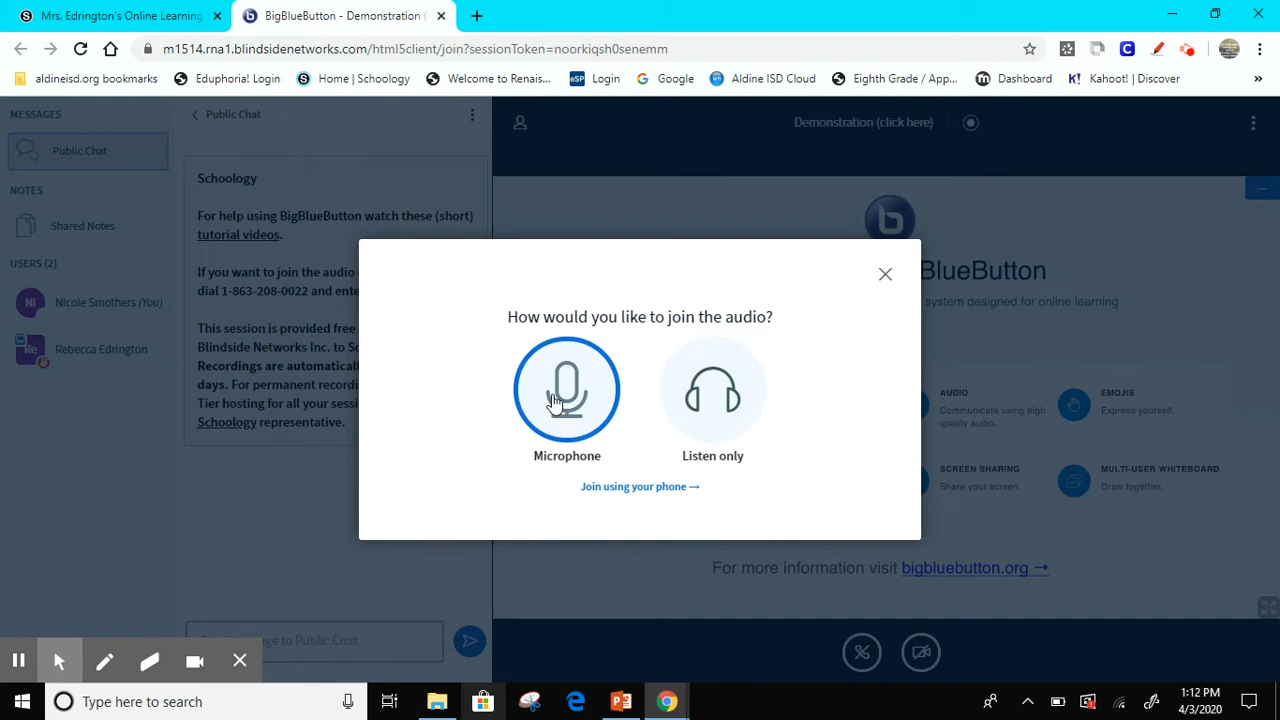 Mrs. Edrington's Online Learning
BigBlueButton - Demonstration (
m1514.rna1.blindsidenetworks.com/html5client/join?sessionToken=noorkiqsh0senemm
aldineisd.org bookmarks
Eduphoria! Login
Home | Schoology
Welcome to Renais...
eSP
Login
Google
Aldine ISD Cloud
Eighth Grade / App...
Dashboard
Kahoot! | Discover
»
MESSAGES
Public Chat
NOTES
Shared Notes
USERS (2)
NI
Nicole Smothers (You)
Re
Rebecca Edrington
Public Chat
Schoology
For help using BigBlueButton watch these (short)
tutorial videos.
If you want to join the audio
dial 1-863-208-0022 and ente
This session is provided free
Blindside Networks Inc. to Sc
Recordings are automatica
days. For permanent recordi
Tier hosting for all your sessi
Schoology representative.
message to Public Chat
Demonstration (click here)
BlueButton
system designed for online learning
AUDIO
Communicate using high
quality audio.
EMOJIS
Express yourself.
SCREEN SHARING
Share your screen.
MULTI-USER WHITEBOARD
Draw together.
For more information visit bigbluebutton.org →
How would you like to join the audio?
Microphone
Listen only
Join using your phone →
Type here to search
1:12 PM
4/3/2020